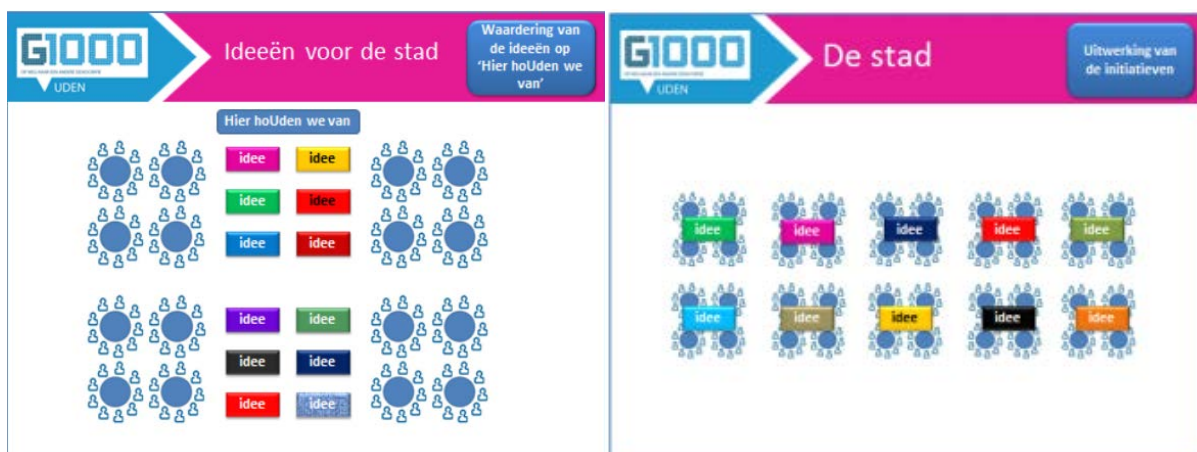 G1000
UDEN
Ideeën voor de stad
Waardering van
de ideeën op
‘Hier hoUden we
van’
Hier hoUden we van
idee idee
idee idee
idee idee
idee idee
idee idee
idee idee
G1000
UDEN
De stad
Uitwerking van
de initiatieven
idee idee idee idee idee
idee idee idee idee idee